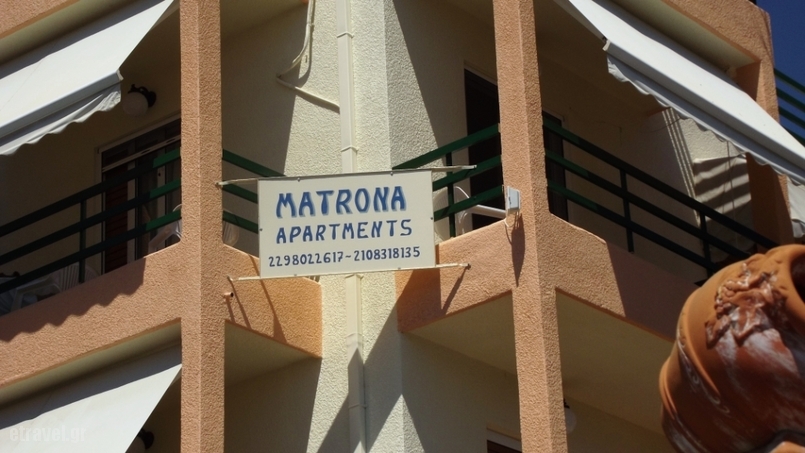 MATRONA
APARTMENTS
2298022617-2108318135
etravel.gr